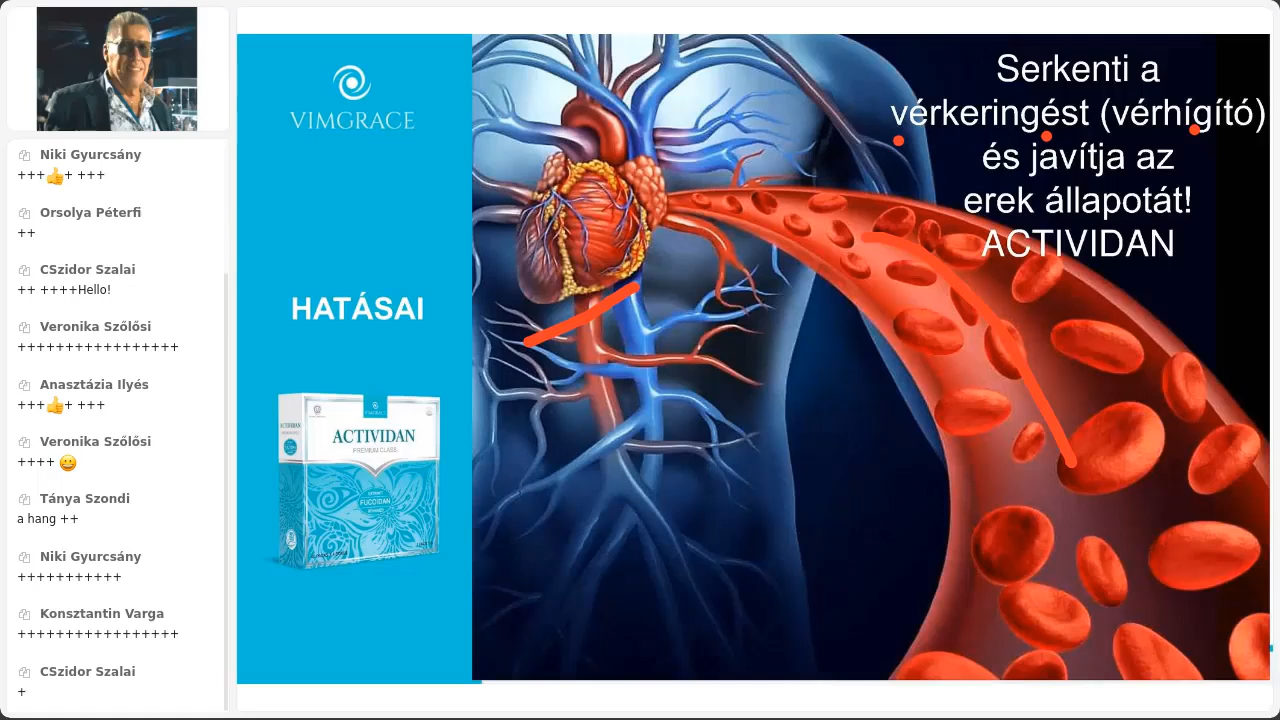 Niki Gyurcsány
+++👍+ +++
Orsolya Péterfi
++
CSzidor Szalai
++ ++++Hello!
Veronika Szőlősi
+++++++++++++++++
Anasztázia Ilyés
+++👍+ +++
Veronika Szőlősi
++++ 😀
Tánya Szondi
a hang ++
Niki Gyurcsány
+++++++++++
Konsztantin Varga
+++++++++++++++++
CSzidor Szalai
+
VIMGRACE
HATÁSAI
VIMGRACE
ACTIVIDAN
PREMIUM CLASS
FUCOIDAN
Serkenti a
vérkeringést (vérhígító)
és javítja az
erek állapotát!
ACTIVIDAN